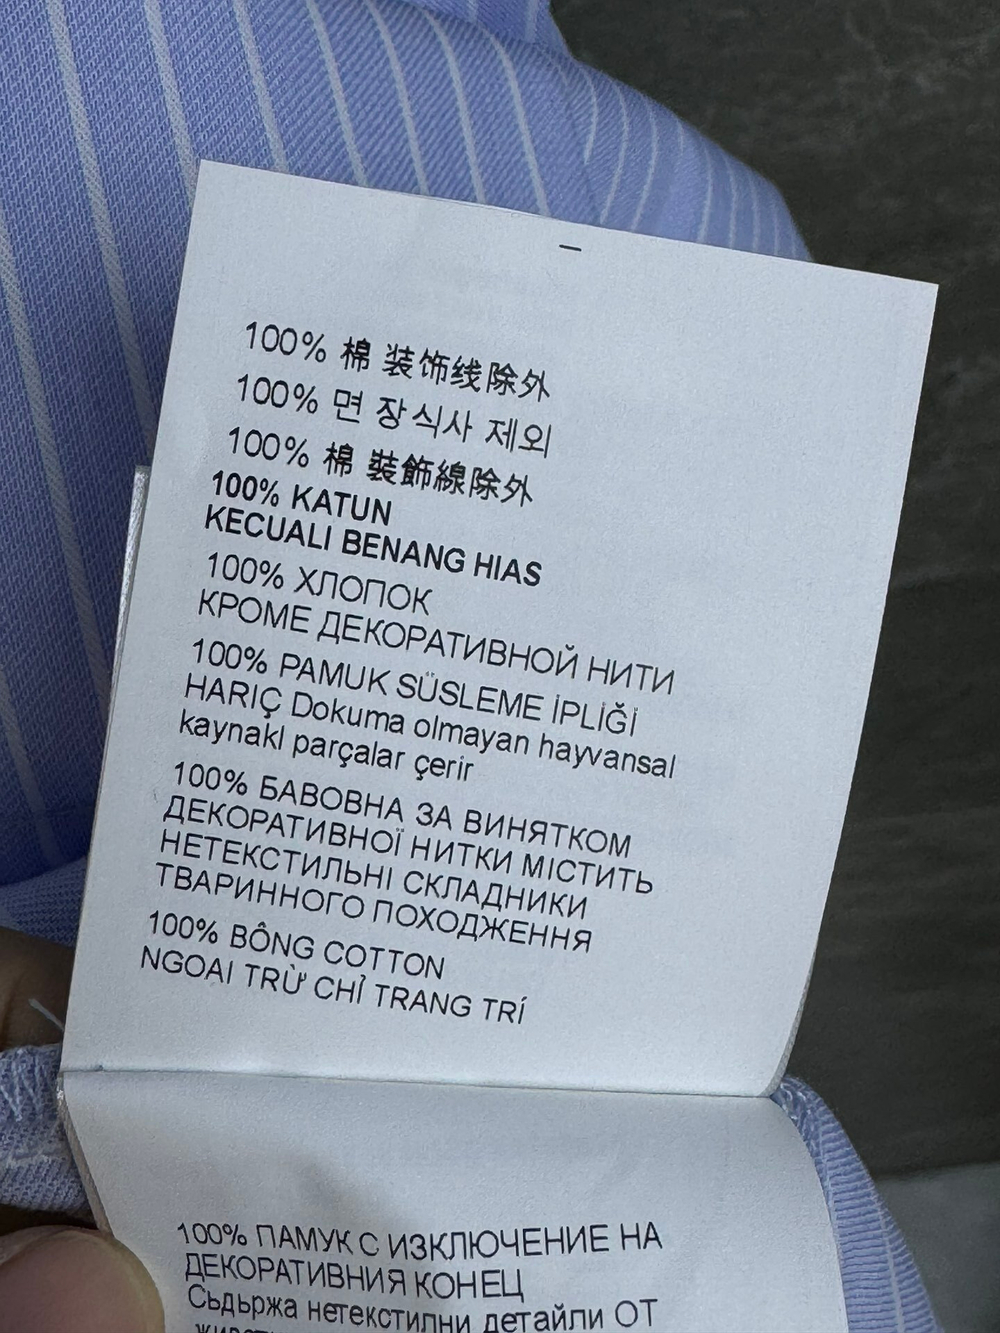 100% 棉 装饰线除外
100% 면 장식사 제외
100% 棉 裝飾線除外
100% KATUN
KECUALI BENANG HIAS
100% ХЛОПОК
КРОМЕ ДЕКОРАТИВНОЙ НИТИ
100% PAMUK SÜSLEME İPLİĞİ
HARIÇ Dokuma olmayan hayvansal
kaynakl parçalar çerir
100% БАВОВНА ЗА ВИНЯТКОМ
ДЕКОРАТИВНОЇ НИТКИ МІСТИТЬ
НЕТЕКСТИЛЬНІ СКЛАДНИКИ
ТВАРИННОГО ПОХОДЖЕННЯ
100% BÔNG COTTON
NGOAI TRỪ CHỈ TRANG TRÍ
100% ПАМУК С ИЗКЛЮЧЕНИЕ НА
ДЕКОРАТИВНИЯ КОНЕЦ
Съдържа нетекстилни детайли ОТ